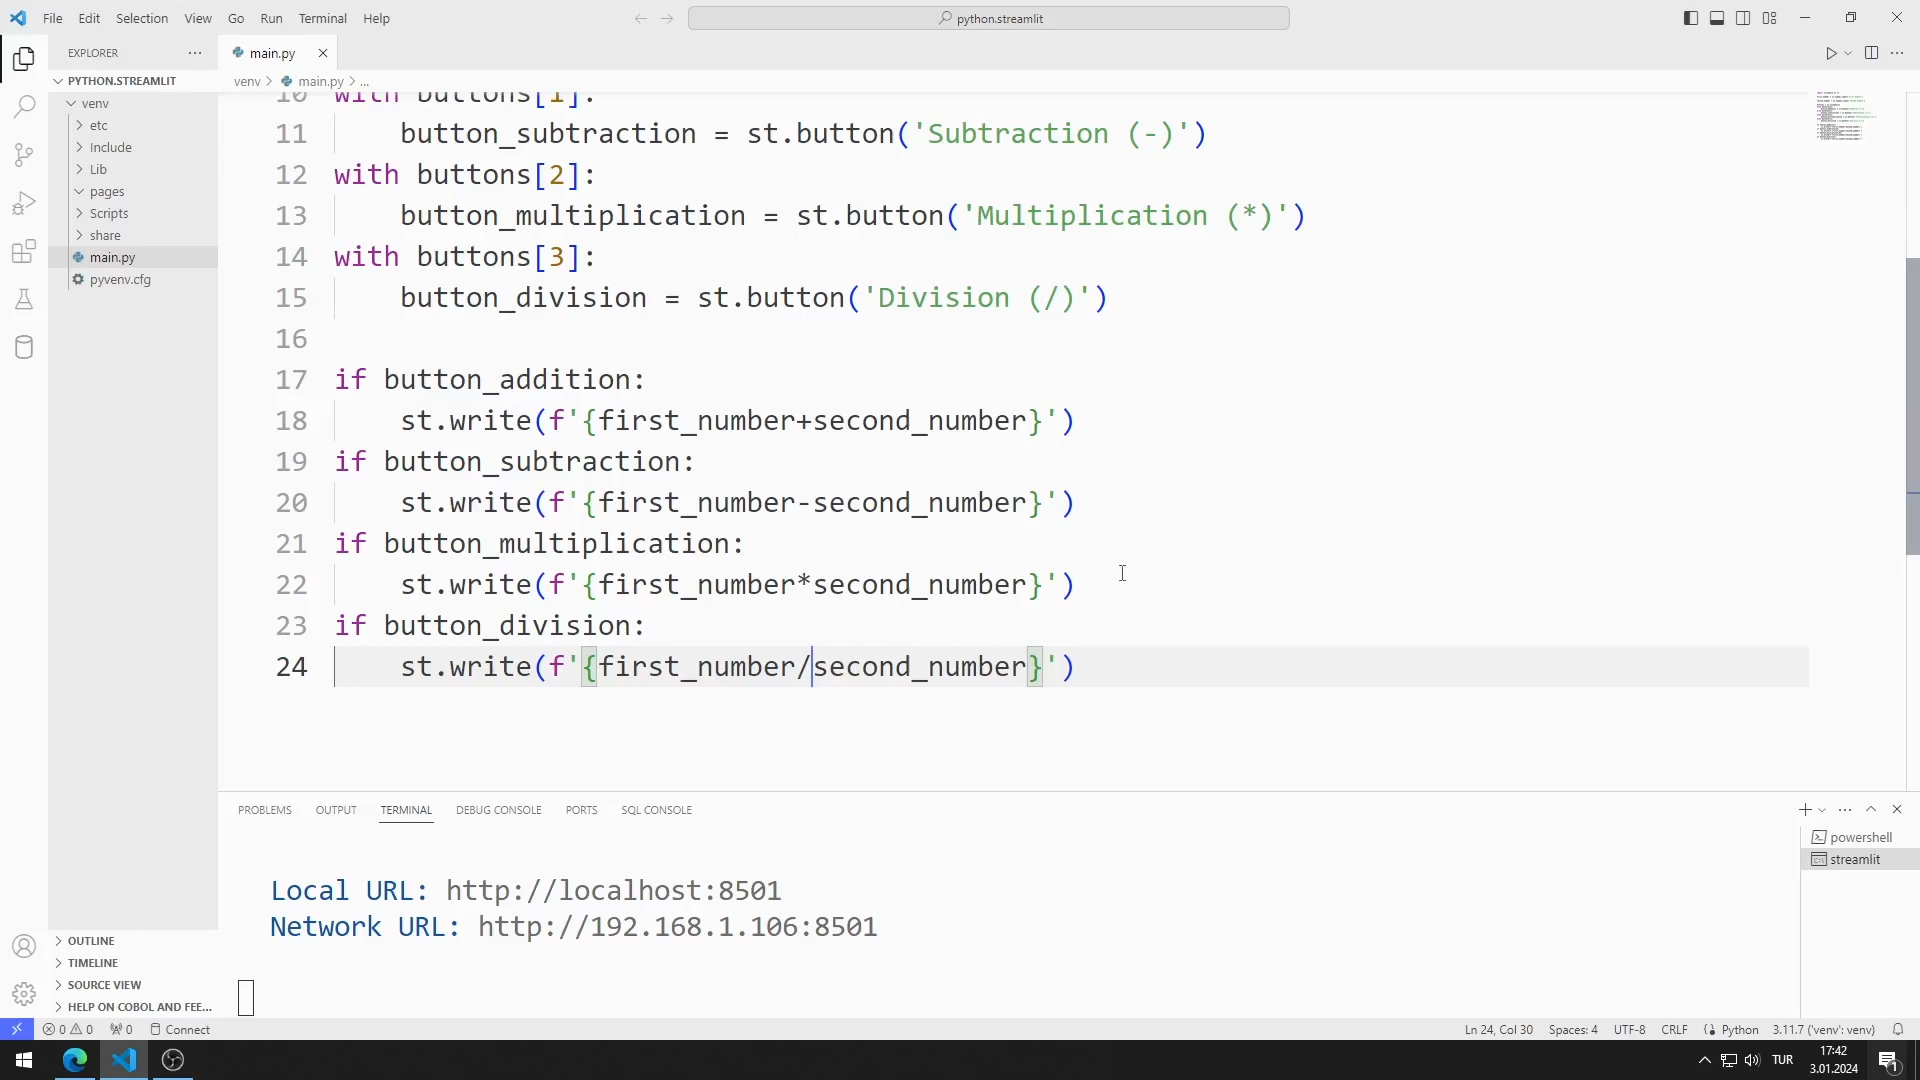 File Edit Selection View Go Run Terminal Help
python.streamlit
EXPLORER
main.py
PYTHON.STREAMLIT
venv > main.py > ...
venv
etc
Include
Lib
pages
Scripts
share
main.py
pyvenv.cfg
10 with buttons[1]:
11 button_subtraction = st.button('Subtraction (-)')
12 with buttons[2]:
13 button_multiplication = st.button('Multiplication (*)')
14 with buttons[3]:
15 button_division = st.button('Division (/)')
16
17 if button_addition:
18 st.write(f'{first_number+second_number}')
19 if button_subtraction:
20 st.write(f'{first_number-second_number}')
21 if button_multiplication:
22 st.write(f'{first_number*second_number}')
23 if button_division:
24 st.write(f'{first_number/second_number}')
PROBLEMS OUTPUT TERMINAL DEBUG CONSOLE PORTS SQL CONSOLE
powershell
streamlit
Local URL: http://localhost:8501
Network URL: http://192.168.1.106:8501
OUTLINE
TIMELINE
SOURCE VIEW
HELP ON COBOL AND FEE...
0 0 0 Connect
Ln 24, Col 30 Spaces: 4 UTF-8 CRLF Python 3.11.7 ('venv': venv)
TUR
17:42
3.01.2024
1